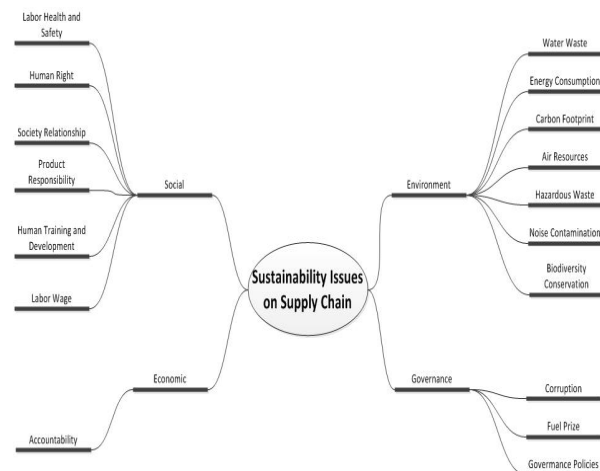 Labor Health and
Safety
Human Right
Society Relationship
Product
Responsibility
Human Training and
Development
Labor Wage
Social
Economic
Accountability
Sustainability Issues
on Supply Chain
Environment
Water Waste
Energy Consumption
Carbon Footprint
Air Resources
Hazardous Waste
Noise Contamination
Biodiversity
Conservation
Governance
Corruption
Fuel Prize
Govermance Policies